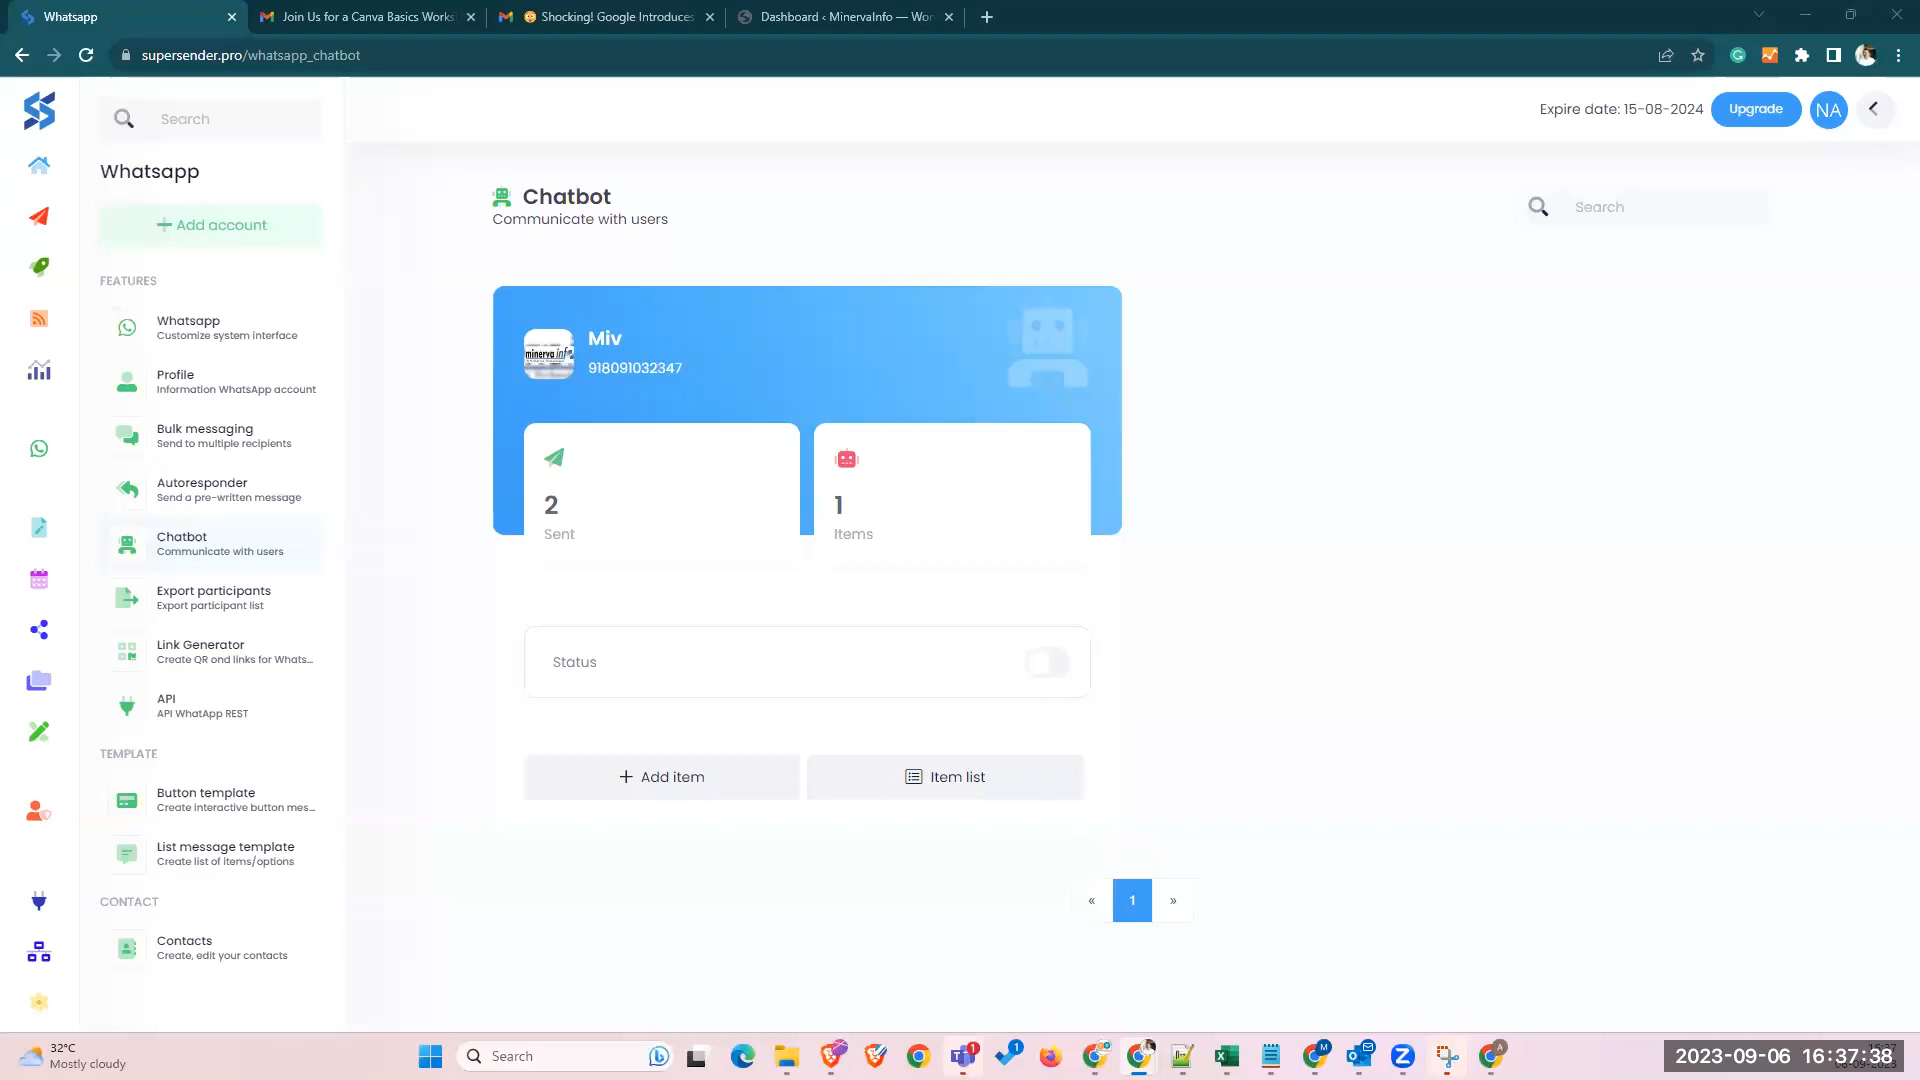 Whatsapp
Join Us for a Canva Basics Works
Shocking! Google Introduces
Dashboard ‹ MinervaInfo — Wor
supersender.pro/whatsapp_chatbot
Search
Expire date: 15-08-2024
Upgrade
NA
Whatsapp
Add account
FEATURES
Whatsapp
Customize system interface
Profile
Information WhatsApp account
Bulk messaging
Send to multiple recipients
Autoresponder
Send a pre-written message
Chatbot
Communicate with users
Export participants
Export participant list
Link Generator
Create QR ond links for Whats...
API
API WhatApp REST
TEMPLATE
Button template
Create interactive button mes...
List message template
Create list of items/options
CONTACT
Contacts
Create, edit your contacts
Chatbot
Communicate with users
Search
minerva info
Miv
918091032347
2
Sent
1
Items
Status
Add item
Item list
« 1 »
32°C
Mostly cloudy
Search
2023-09-06 16:37:38